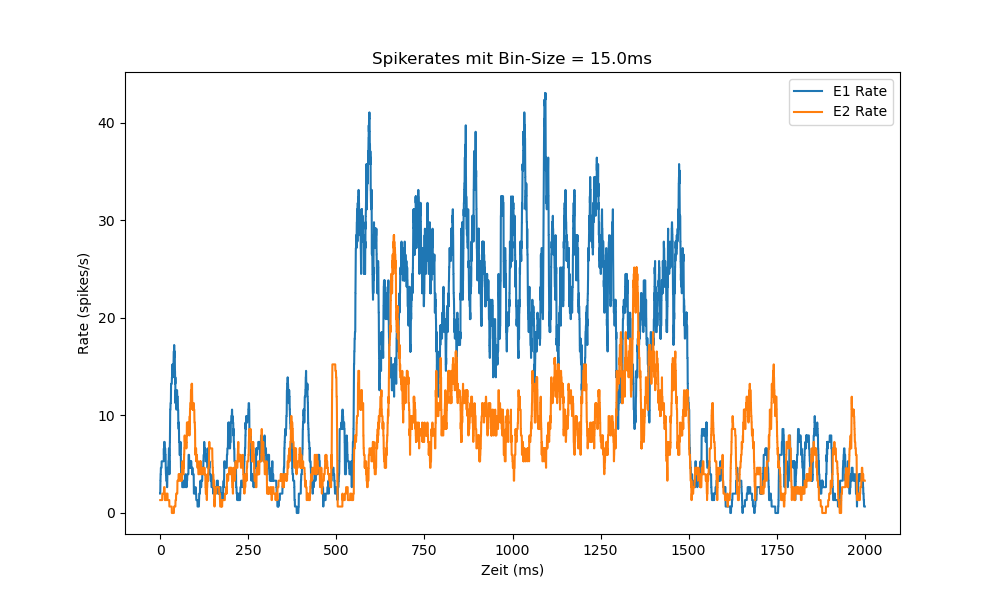 Spikerates mit Bin-Size = 15.0ms
E1 Rate
E2 Rate
Rate (spikes/s)
40
30
20
10
0
0 250 500 750 1000 1250 1500 1750 2000
Zeit (ms)